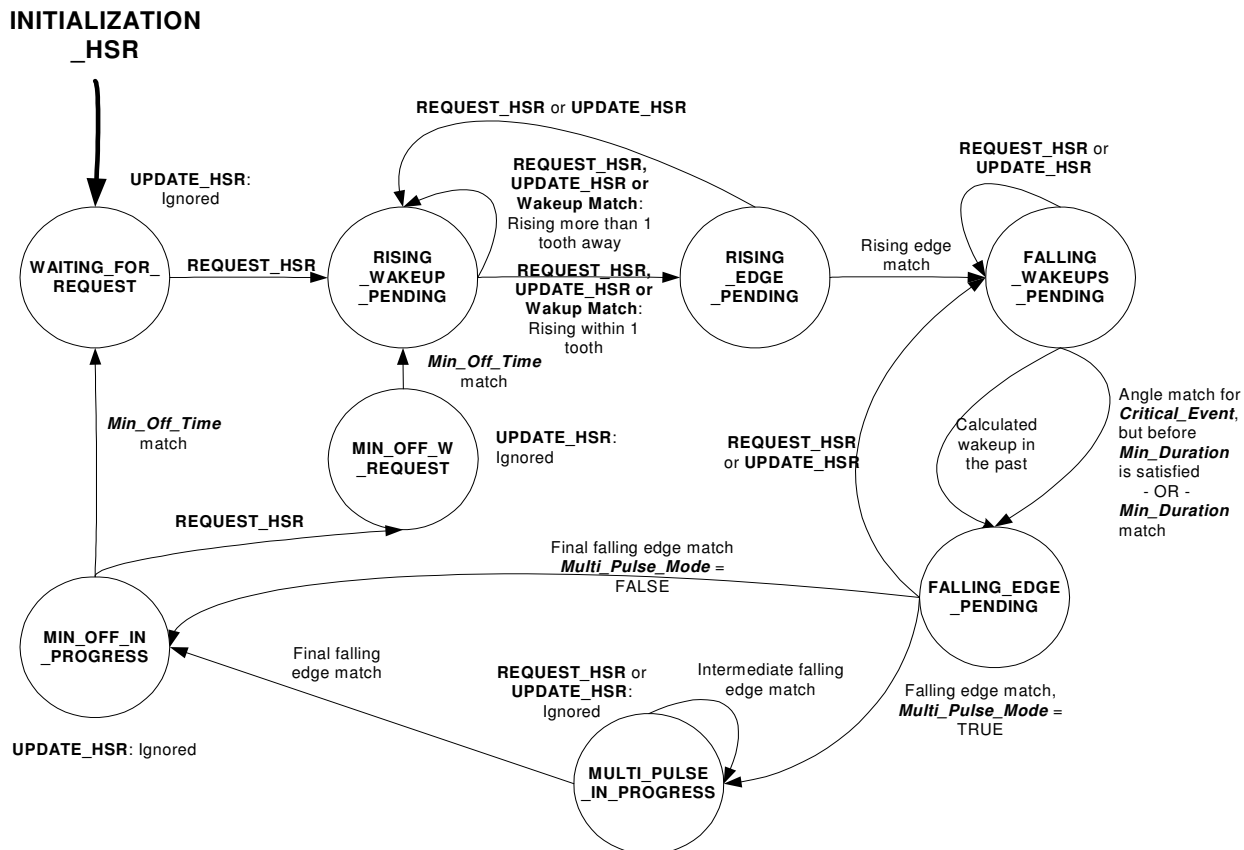 INITIALIZATION
_HSR
REQUEST_HSR or UPDATE_HSR
UPDATE_HSR:
Ignored
REQUEST_HSR,
UPDATE_HSR or
Wakeup Match:
Rising more than 1
tooth away
REQUEST_HSR or
UPDATE_HSR
WAITING_FOR_
REQUEST
REQUEST_HSR
RISING
_WAKEUP
_PENDING
REQUEST_HSR,
UPDATE_HSR or
Wakup Match:
Rising within 1
tooth
RISING
_EDGE
_PENDING
Rising edge
match
FALLING
_WAKEUPS
_PENDING
Min_Off_Time
match
Min_Off_Time
match
MIN_OFF_W
_REQUEST
UPDATE_HSR:
Ignored
REQUEST_HSR
or UPDATE_HSR
Calculated
wakeup in
the past
Angle match for
Critical_Event,
but before
Min_Duration
is satisfied
- OR -
Min_Duration
match
REQUEST_HSR
Final falling edge match
Multi_Pulse_Mode =
FALSE
FALLING_EDGE
_PENDING
MIN_OFF_IN
_PROGRESS
Final falling
edge match
REQUEST_HSR or
UPDATE_HSR:
Ignored
Intermediate falling
edge match
Falling edge match,
Multi_Pulse_Mode =
TRUE
UPDATE_HSR: Ignored
MULTI_PULSE
_IN_PROGRESS